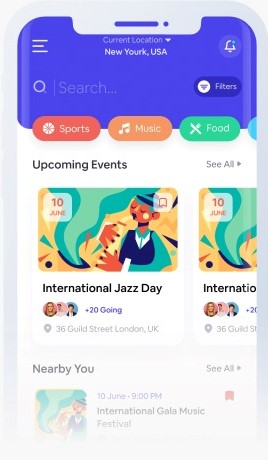 Current Location
New Yourk, USA
Search...
Filters
Sports
Music
Food
Upcoming Events
See All
10
JUNE
10
JUNE
International Jazz Day
Internatio
+20 Going
36 Guild Street London, UK
36 Guild St
Nearby You
See All
10 June - 9:00 PM
International Gala Music
Festival